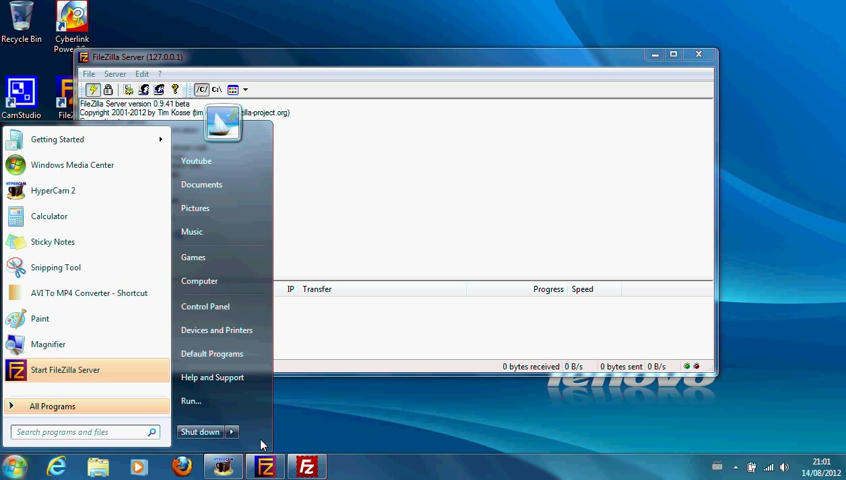 Recycle Bin
Cyberlink
CamStudio
FileZilla Server (127.0.0.1)
File Server Edit ?
/C/ C:\
FileZilla Server version 0.9.41 beta
Copyright 2001-2012 by Tim Kosse
Getting Started
Windows Media Center
HyperCam 2
Calculator
Sticky Notes
Snipping Tool
AVI To MP4 Converter - Shortcut
Paint
Magnifier
Start FileZilla Server
All Programs
Search programs and files
Youtube
Documents
Pictures
Music
Games
Computer
Control Panel
Devices and Printers
Default Programs
Help and Support
Run...
Shut down
IP Transfer Progress Speed
0 bytes received 0 B/s 0 bytes sent 0 B/s
lenovo
21:01
14/08/2012